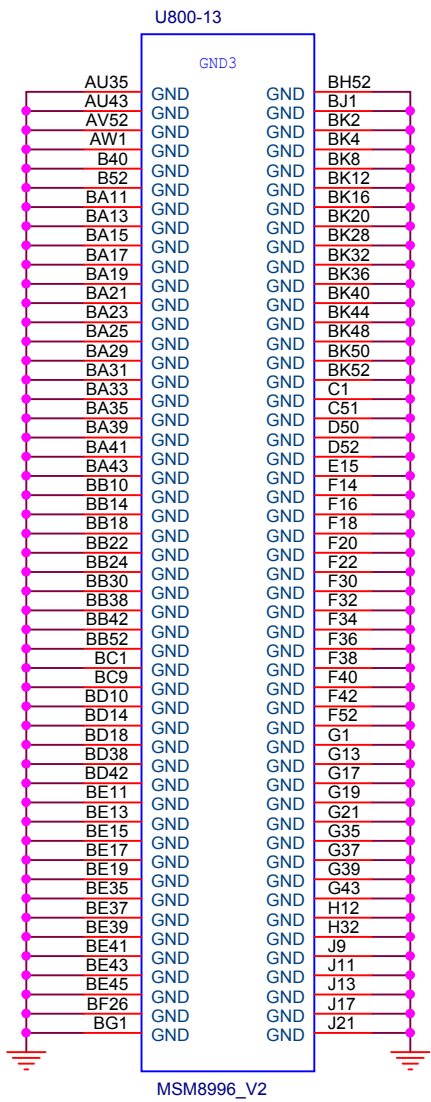 U800-13
GND3
AU35 GND GND BH52
AU43 GND GND BJ1
AV52 GND GND BK2
AW1 GND GND BK4
B40 GND GND BK8
B52 GND GND BK12
BA11 GND GND BK16
BA13 GND GND BK20
BA15 GND GND BK28
BA17 GND GND BK32
BA19 GND GND BK36
BA21 GND GND BK40
BA23 GND GND BK44
BA25 GND GND BK48
BA29 GND GND BK50
BA31 GND GND BK52
BA33 GND GND C1
BA35 GND GND C51
BA39 GND GND D50
BA41 GND GND D52
BA43 GND GND E15
BB10 GND GND F14
BB14 GND GND F16
BB18 GND GND F18
BB22 GND GND F20
BB24 GND GND F22
BB30 GND GND F30
BB38 GND GND F32
BB42 GND GND F34
BB52 GND GND F36
BC1 GND GND F38
BC9 GND GND F40
BD10 GND GND F42
BD14 GND GND F52
BD18 GND GND G1
BD38 GND GND G13
BD42 GND GND G17
BE11 GND GND G19
BE13 GND GND G21
BE15 GND GND G35
BE17 GND GND G37
BE19 GND GND G39
BE35 GND GND G43
BE37 GND GND H12
BE39 GND GND H32
BE41 GND GND J9
BE43 GND GND J11
BE45 GND GND J13
BF26 GND GND J17
BG1 GND GND J21
MSM8996_V2